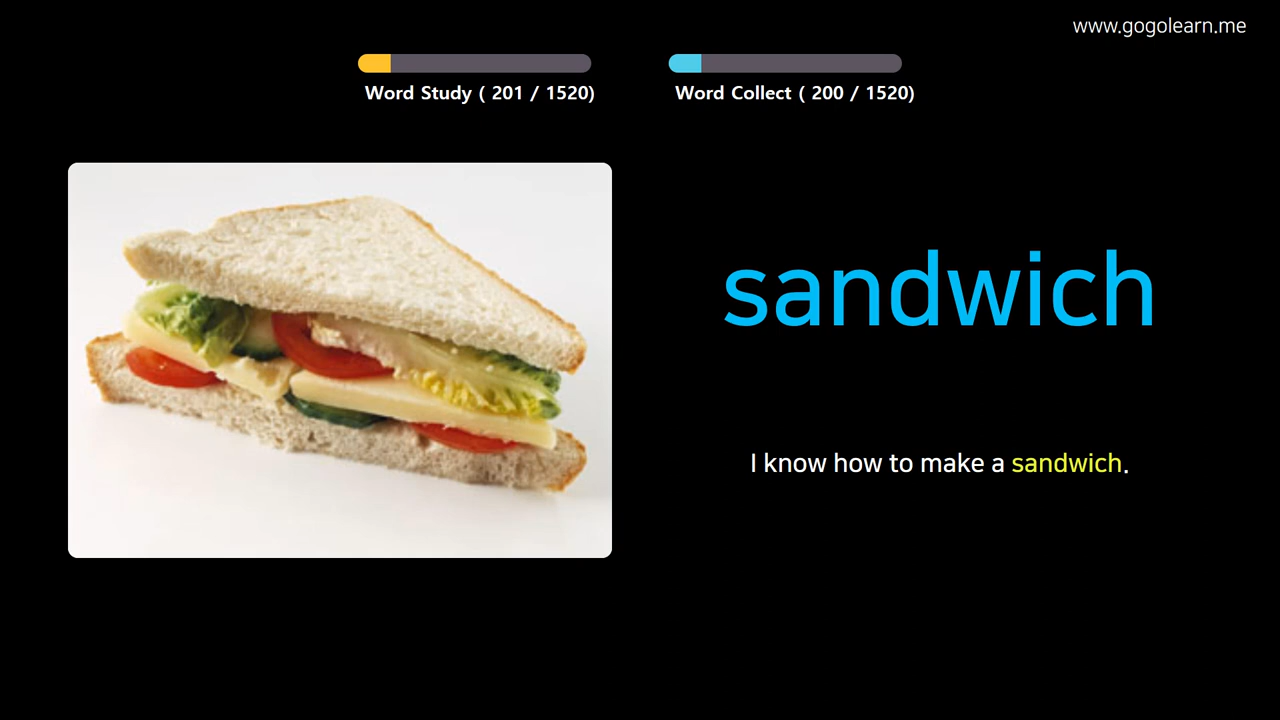 www.gogolearn.me
Word Study ( 201 / 1520)
Word Collect ( 200 / 1520)
sandwich
I know how to make a sandwich.